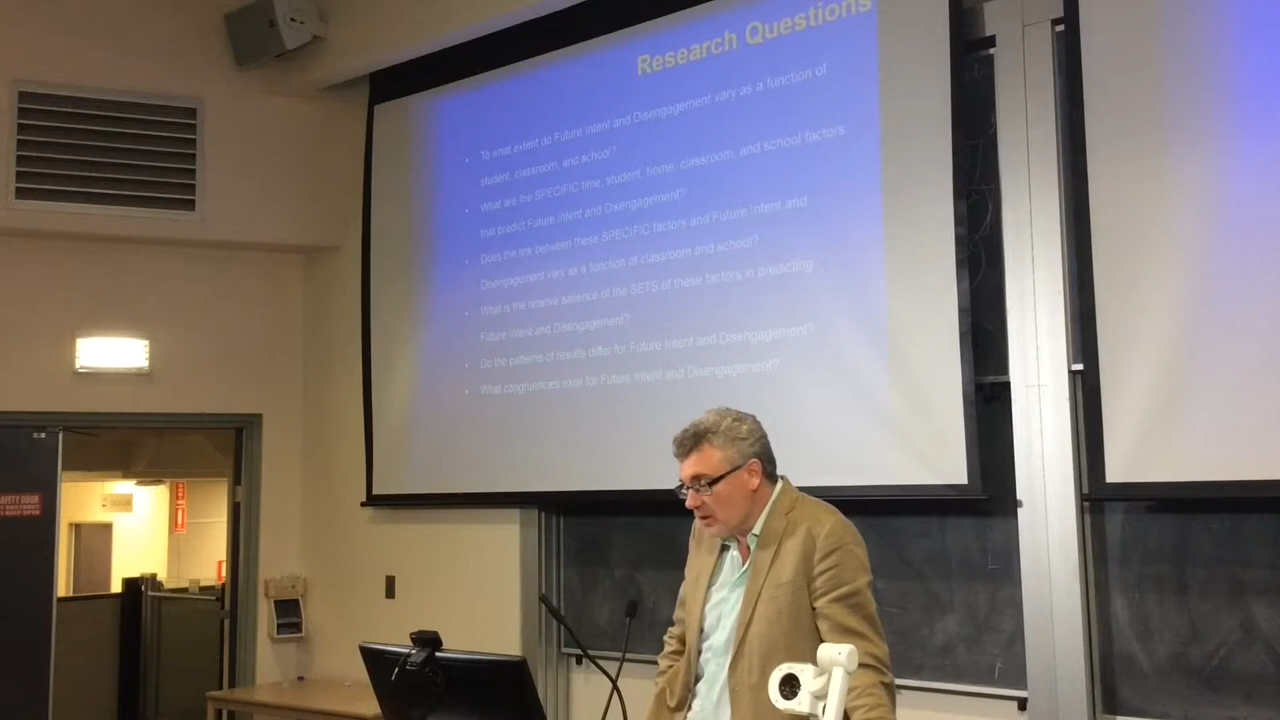 Research Questions
• To what extent do Future Intent and Disengagement vary as a function of
student, classroom, and school?
• What are the SPECIFIC time, student, home, classroom, and school factors
that predict Future Intent and Disengagement?
• Does the link between these SPECIFIC factors and Future Intent and
Disengagement vary as a function of classroom and school?
• What is the relative salience of the SETS of these factors in predicting
Future Intent and Disengagement?
• Do the patterns of results differ for Future Intent and Disengagement?
• What congruencies exist for Future Intent and Disengagement?
SAFETY DOOR